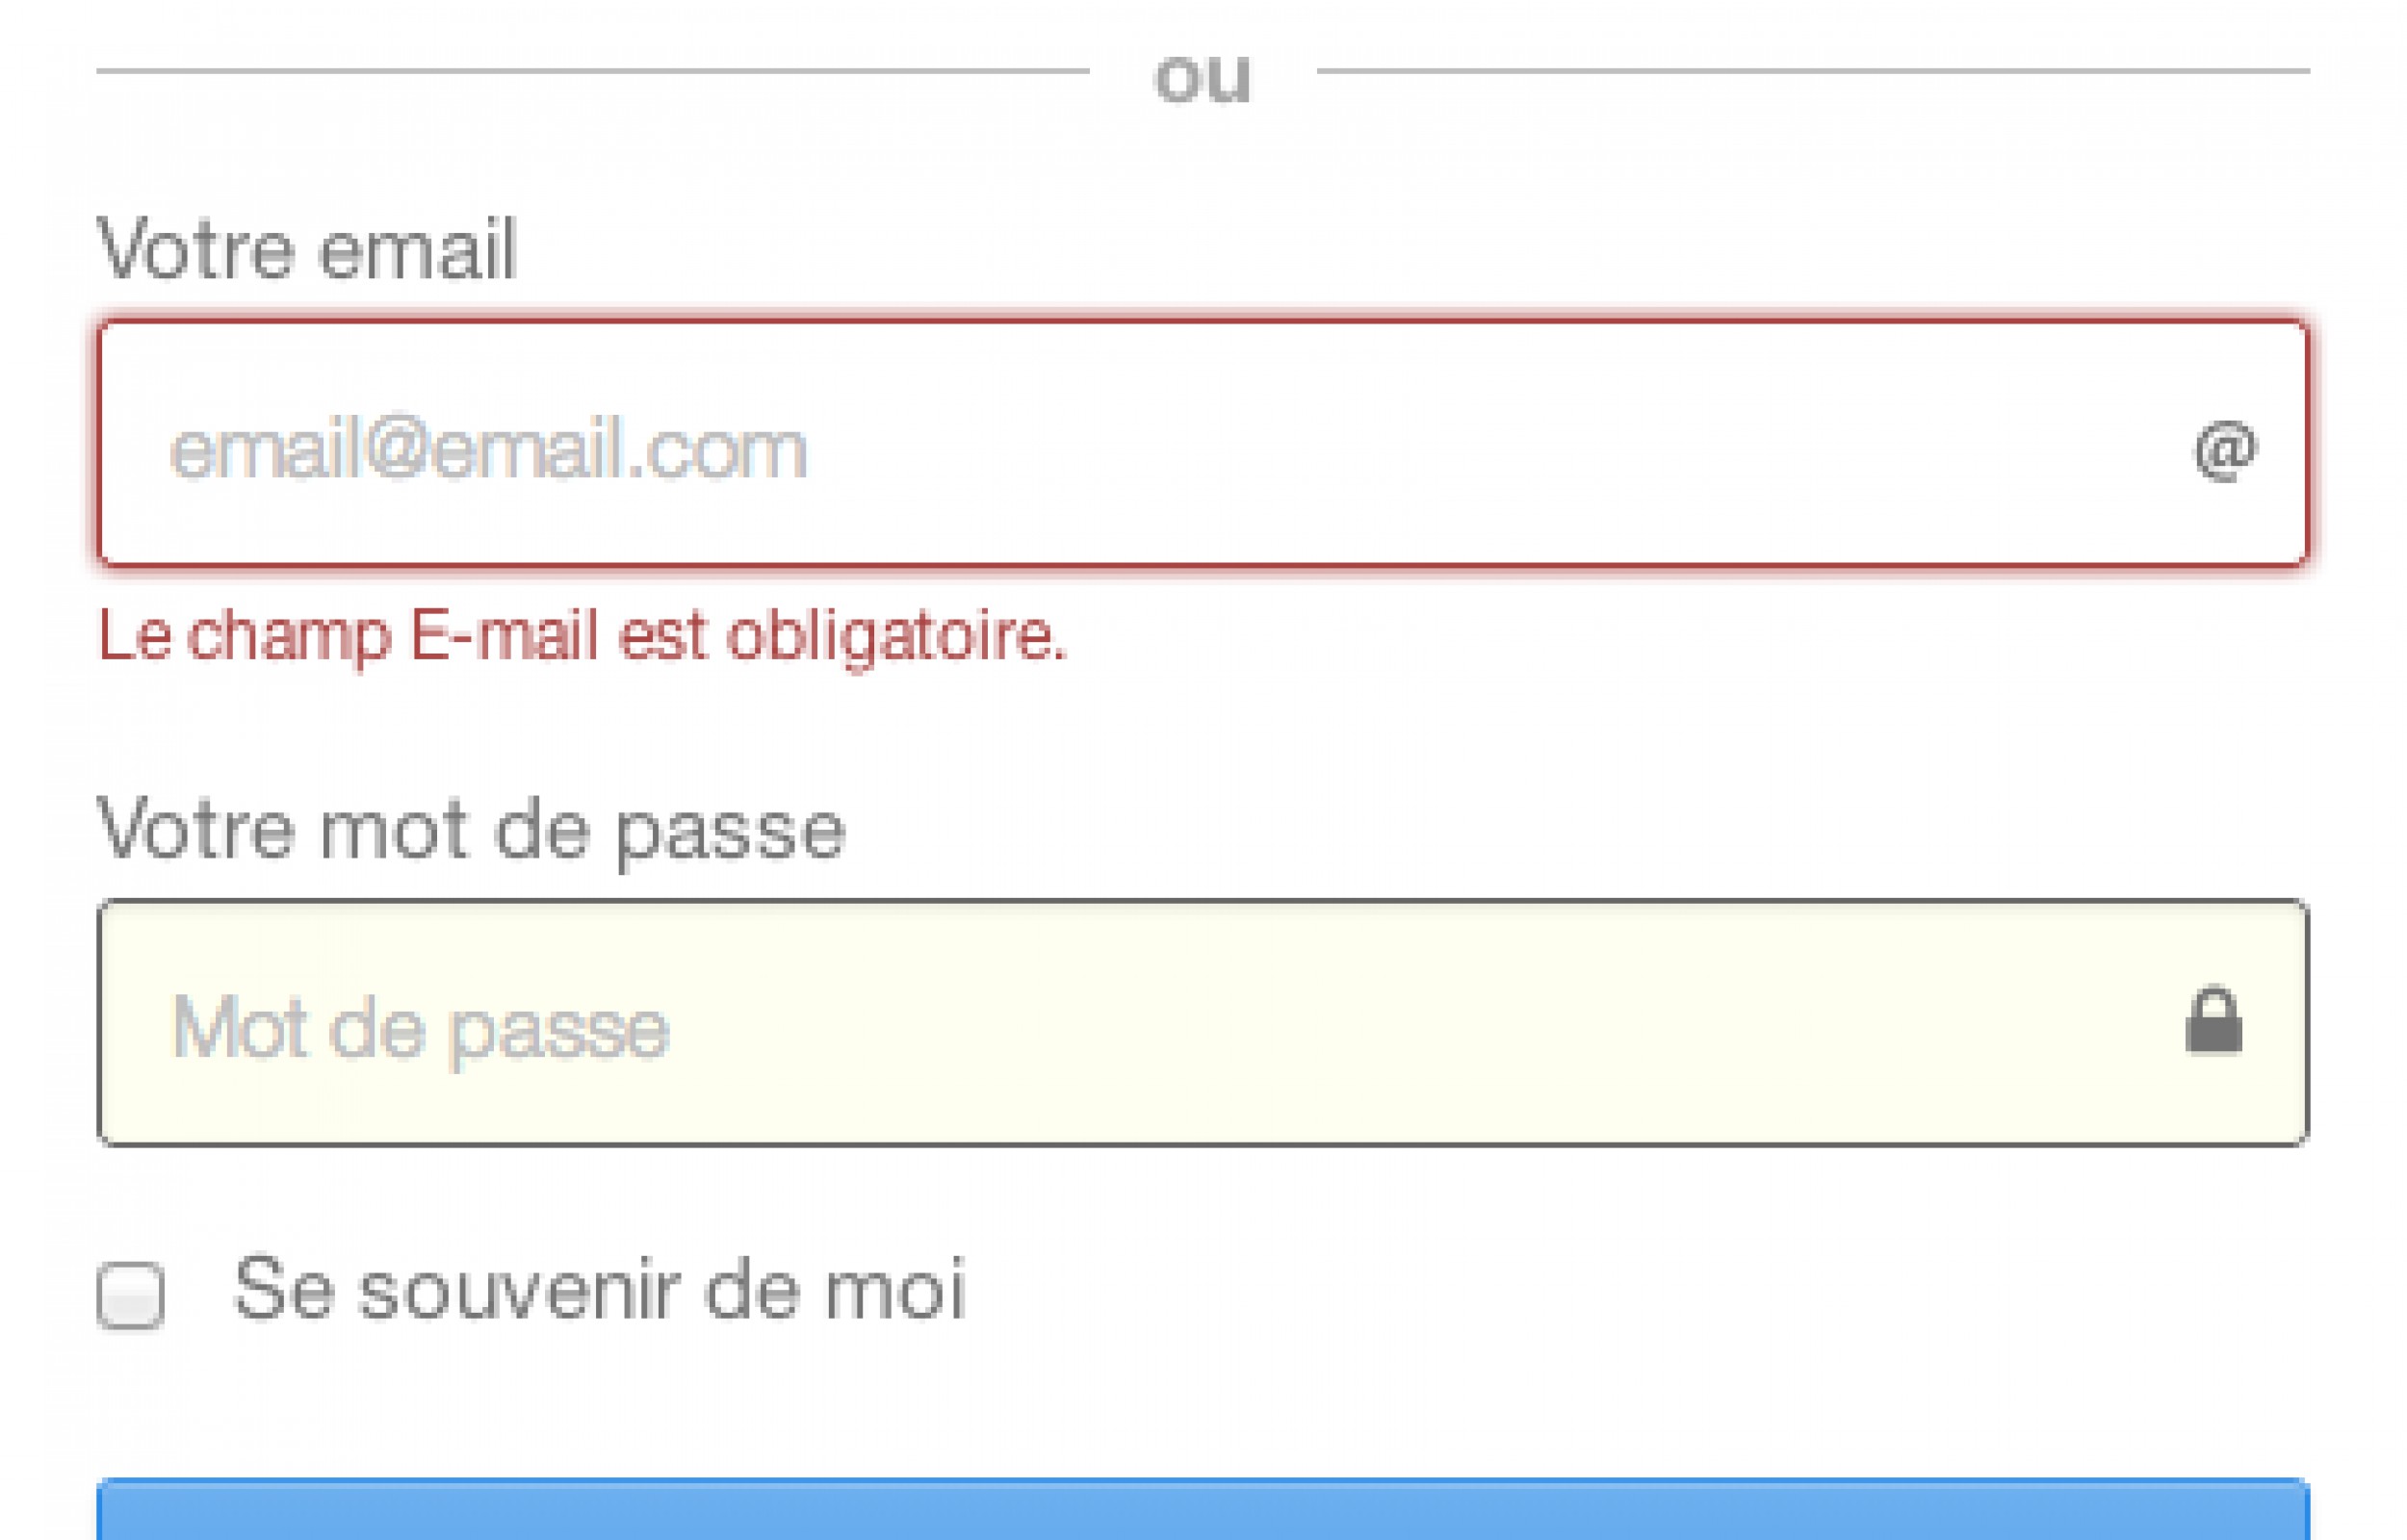 ou
Votre email
email@email.com @
Le champ E-mail est obligatoire.
Votre mot de passe
Mot de passe
Se souvenir de moi